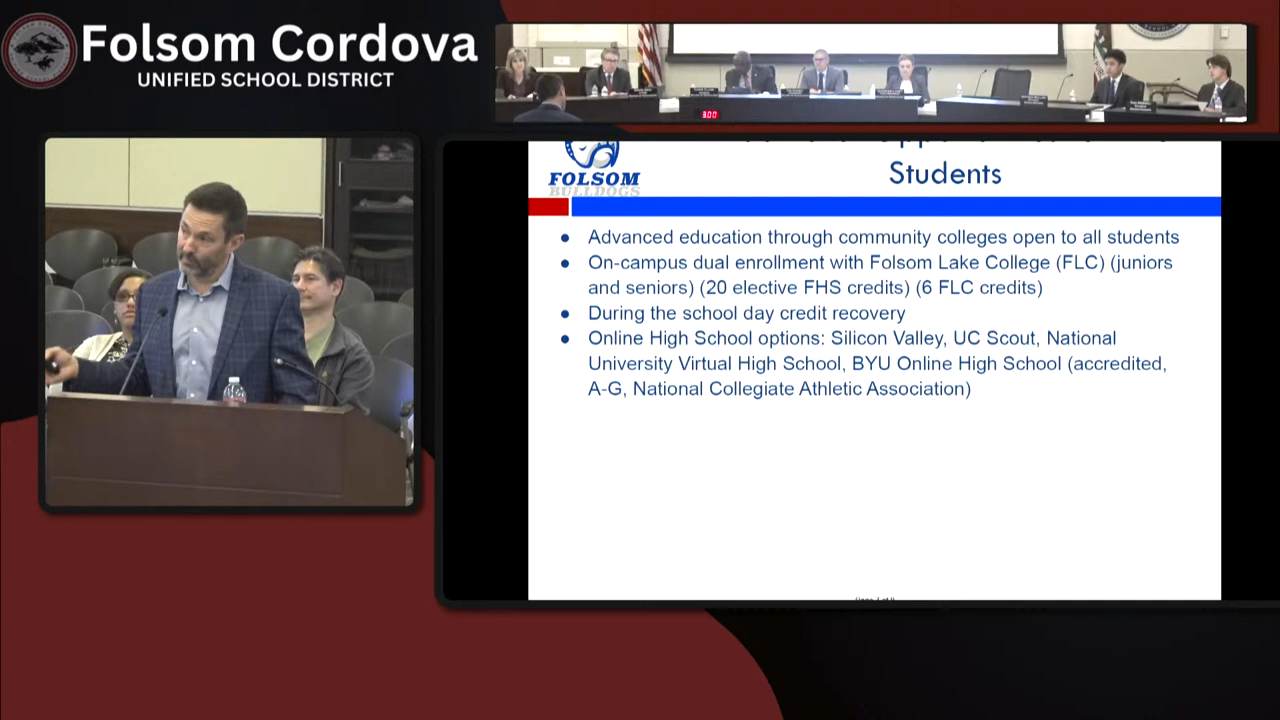 Folsom Cordova
UNIFIED SCHOOL DISTRICT
3:00
FOLSOM
BULLDOGS
Students
● Advanced education through community colleges open to all students
● On-campus dual enrollment with Folsom Lake College (FLC) (juniors
and seniors) (20 elective FHS credits) (6 FLC credits)
● During the school day credit recovery
● Online High School options: Silicon Valley, UC Scout, National
University Virtual High School, BYU Online High School (accredited,
A-G, National Collegiate Athletic Association)